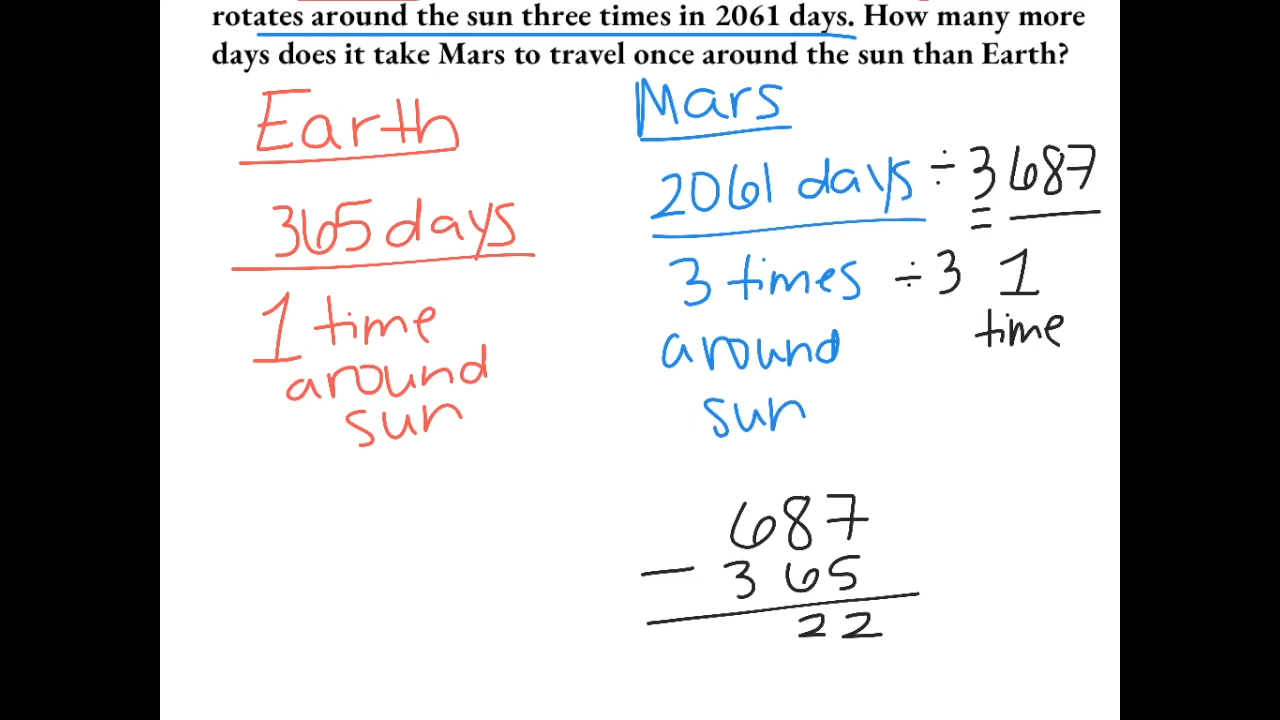 rotates around the sun three times in 2061 days. How many more
days does it take Mars to travel once around the sun than Earth?
Earth
365 days
1 time
around
sun
Mars
2061 days ÷ 3 = 687
3 times ÷ 3 1
time
around
sun
687
- 365
22